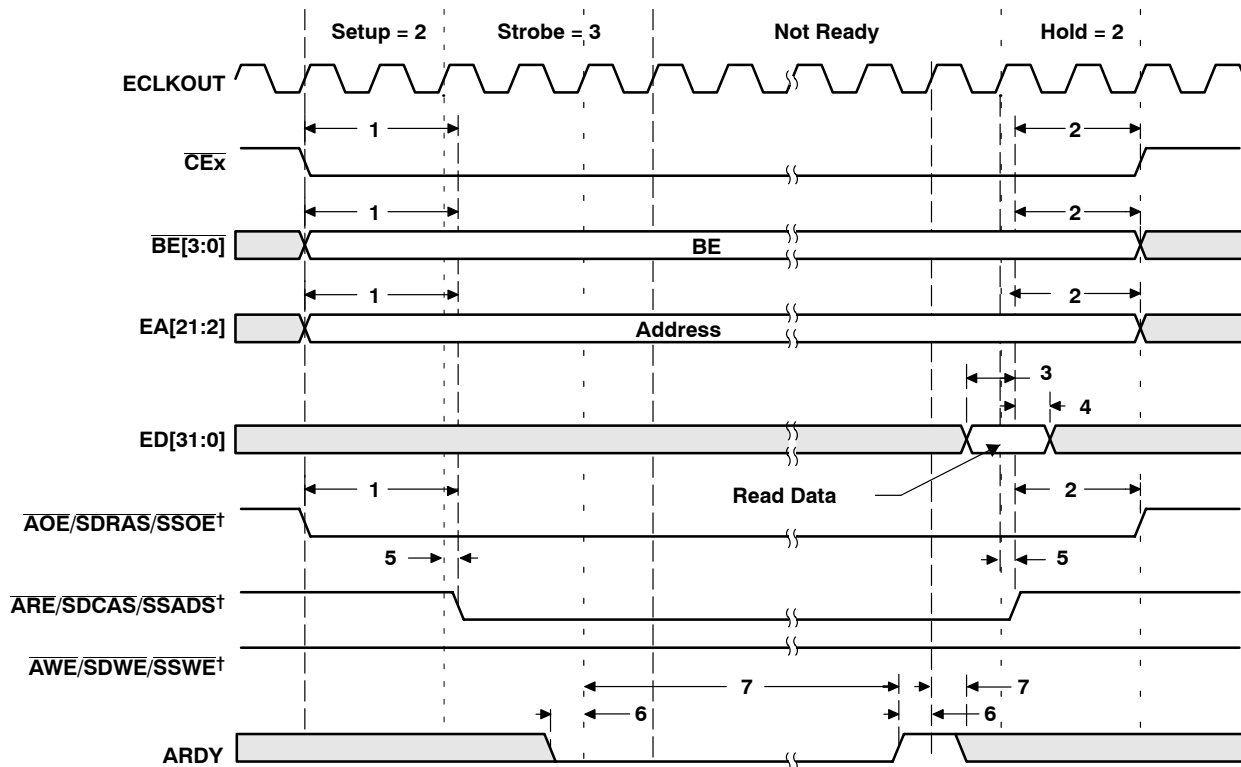 Setup = 2 Strobe = 3 Not Ready Hold = 2
ECLKOUT
1 2
CEx
1 2
BE[3:0] BE
1 2
EA[21:2] Address
3
4
ED[31:0]
Read Data
1 2
AOE/SDRAS/SSOE†
5 5
ARE/SDCAS/SSADS†
AWE/SDWE/SSWE†
7 7
6 6
ARDY